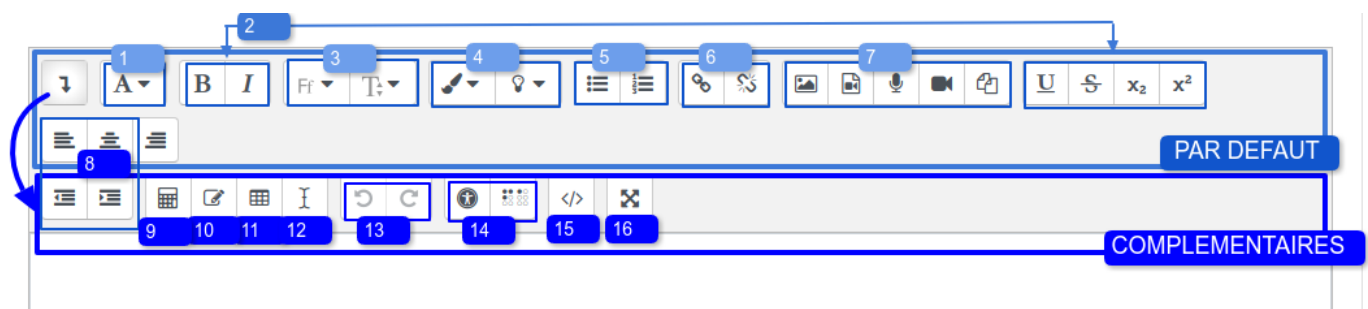 2
1 3 4 5 6 7
A B I Ff T U S x₂ x²
8 PAR DEFAUT
</>
9 10 11 12 13 14 15 16
COMPLEMENTAIRES